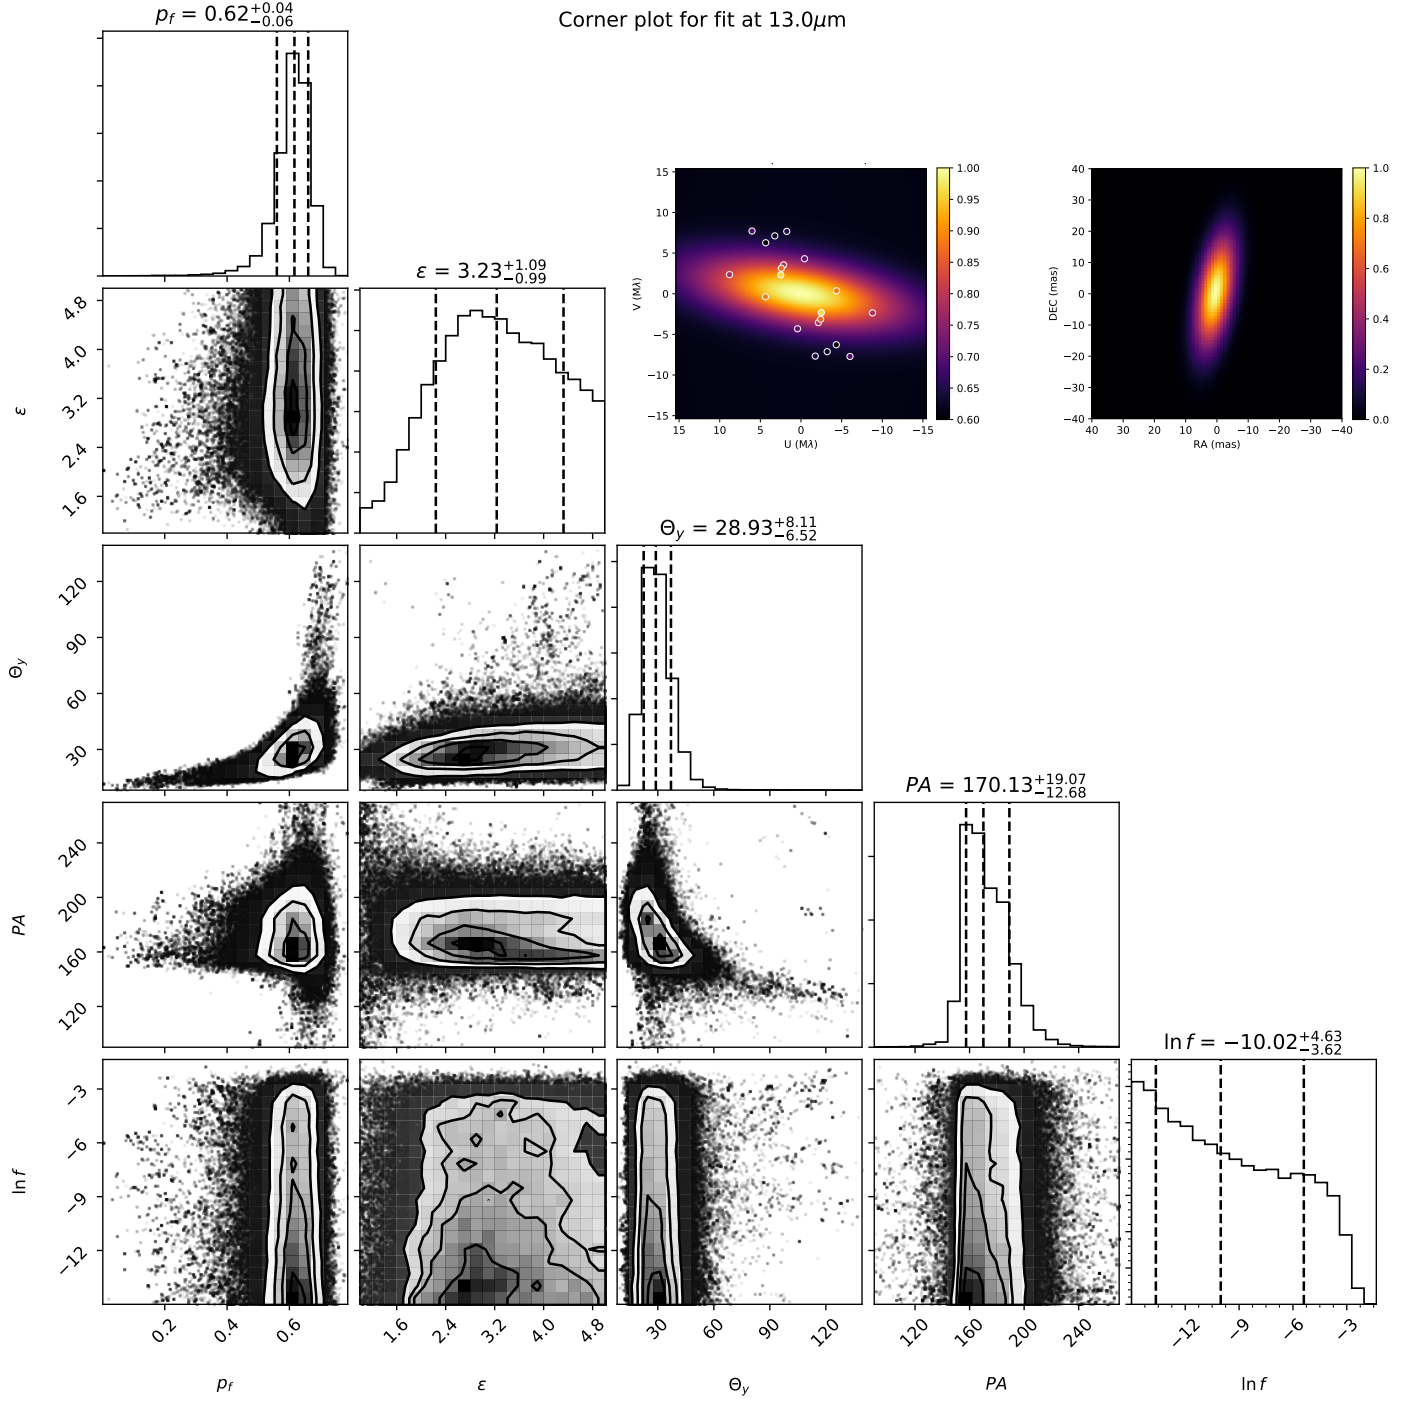 Corner plot for fit at 13.0μm
p_f = 0.62^{+0.04}_{-0.06}
ε = 3.23^{+1.09}_{-0.99}
Θ_y = 28.93^{+8.11}_{-6.52}
PA = 170.13^{+19.07}_{-12.68}
ln f = −10.02^{+4.63}_{-3.62}
15
10
5
0
−5
−10
−15
V (Mλ)
15 10 5 0 −5 −10 −15
U (Mλ)
1.00
0.95
0.90
0.85
0.80
0.75
0.70
0.65
0.60
40
30
20
10
0
−10
−20
−30
−40
DEC (mas)
40 30 20 10 0 −10 −20 −30 −40
RA (mas)
1.0
0.8
0.6
0.4
0.2
0.0
4.8
4.0
3.2
2.4
1.6
ε
120
90
60
30
Θ_y
240
200
160
120
PA
−3
−6
−9
−12
ln f
0.2 0.6
p_f
1.6 2.4 3.2 4.0 4.8
ε
30 60 90 120
Θ_y
120 160 200 240
PA
−12 −9 −6 −3
ln f